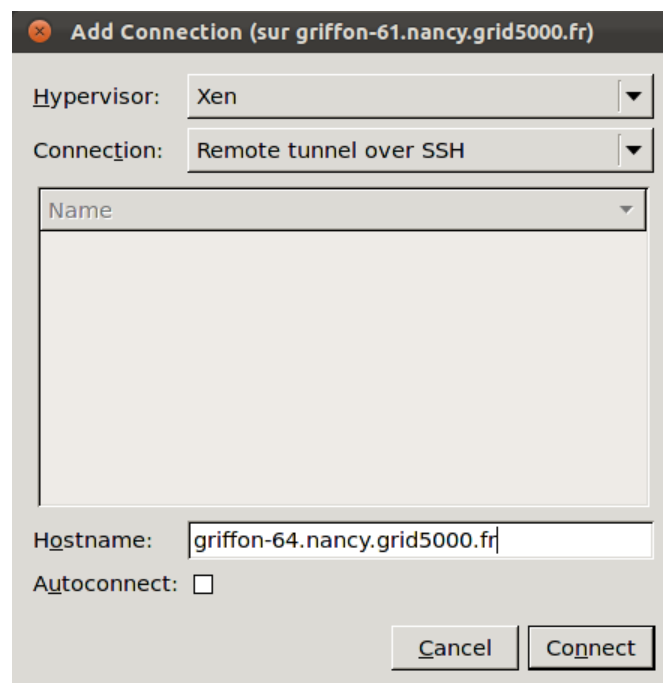 Add Connection (sur griffon-61.nancy.grid5000.fr)
Hypervisor: Xen
Connection: Remote tunnel over SSH
Name
Hostname: griffon-64.nancy.grid5000.fr
Autoconnect:
Cancel Connect